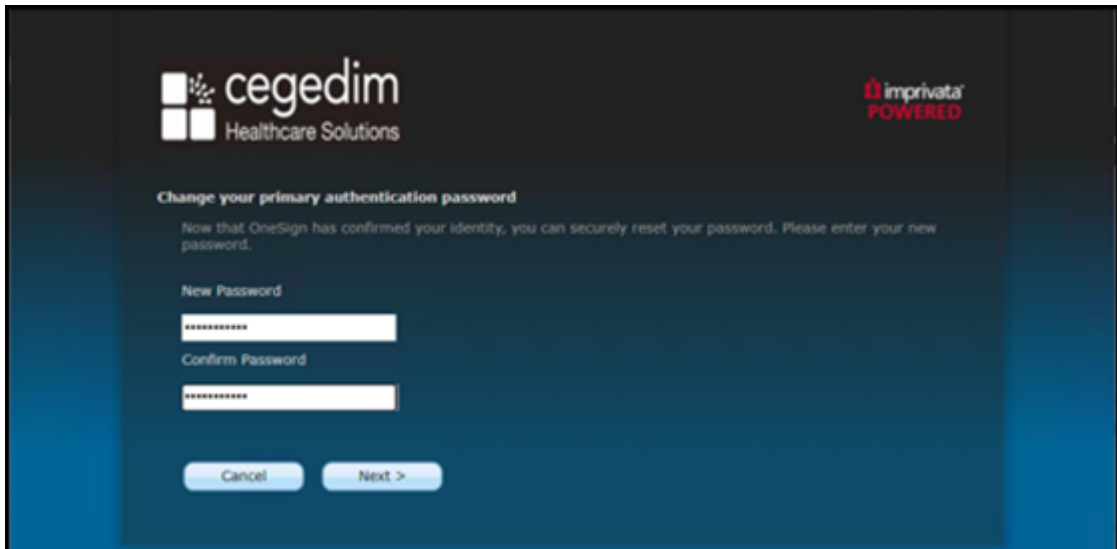 cegedim
Healthcare Solutions
imprivata
POWERED
Change your primary authentication password
Now that OneSign has confirmed your identity, you can securely reset your password. Please enter your new
password.
New Password
•••••••••••
Confirm Password
•••••••••••
Cancel
Next >